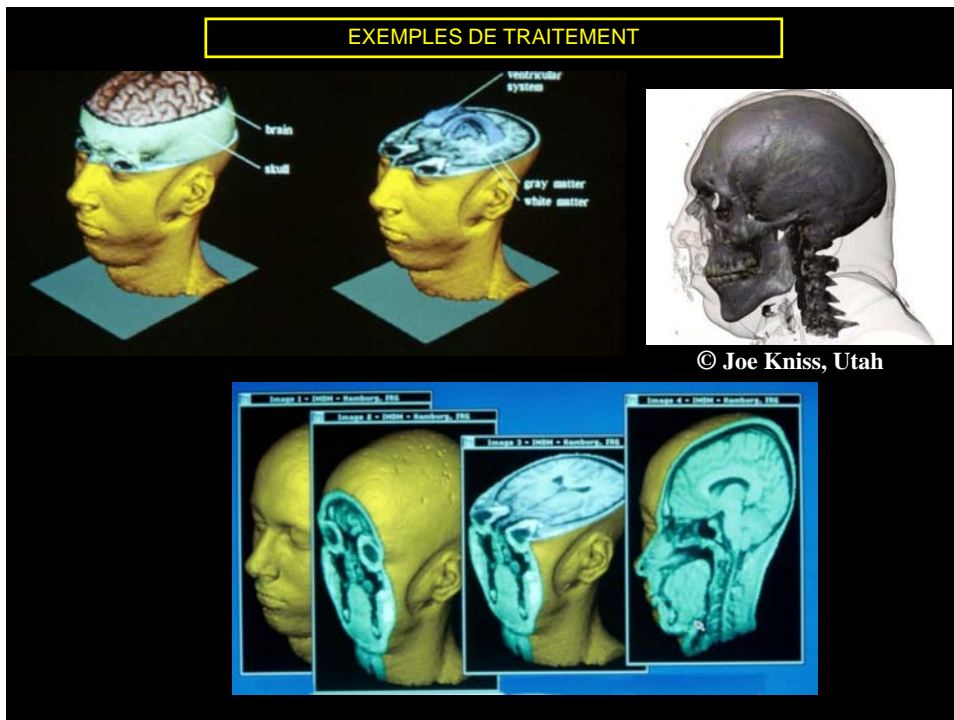 EXEMPLES DE TRAITEMENT
ventricular
system
brain
skull
gray matter
white matter
© Joe Kniss, Utah
Image 1 - IMDM - Hamburg, FRG
Image 2 - IMDM - Hamburg, FRG
Image 3 - IMDM - Hamburg, FRG
Image 4 - IMDM - Hamburg, FRG